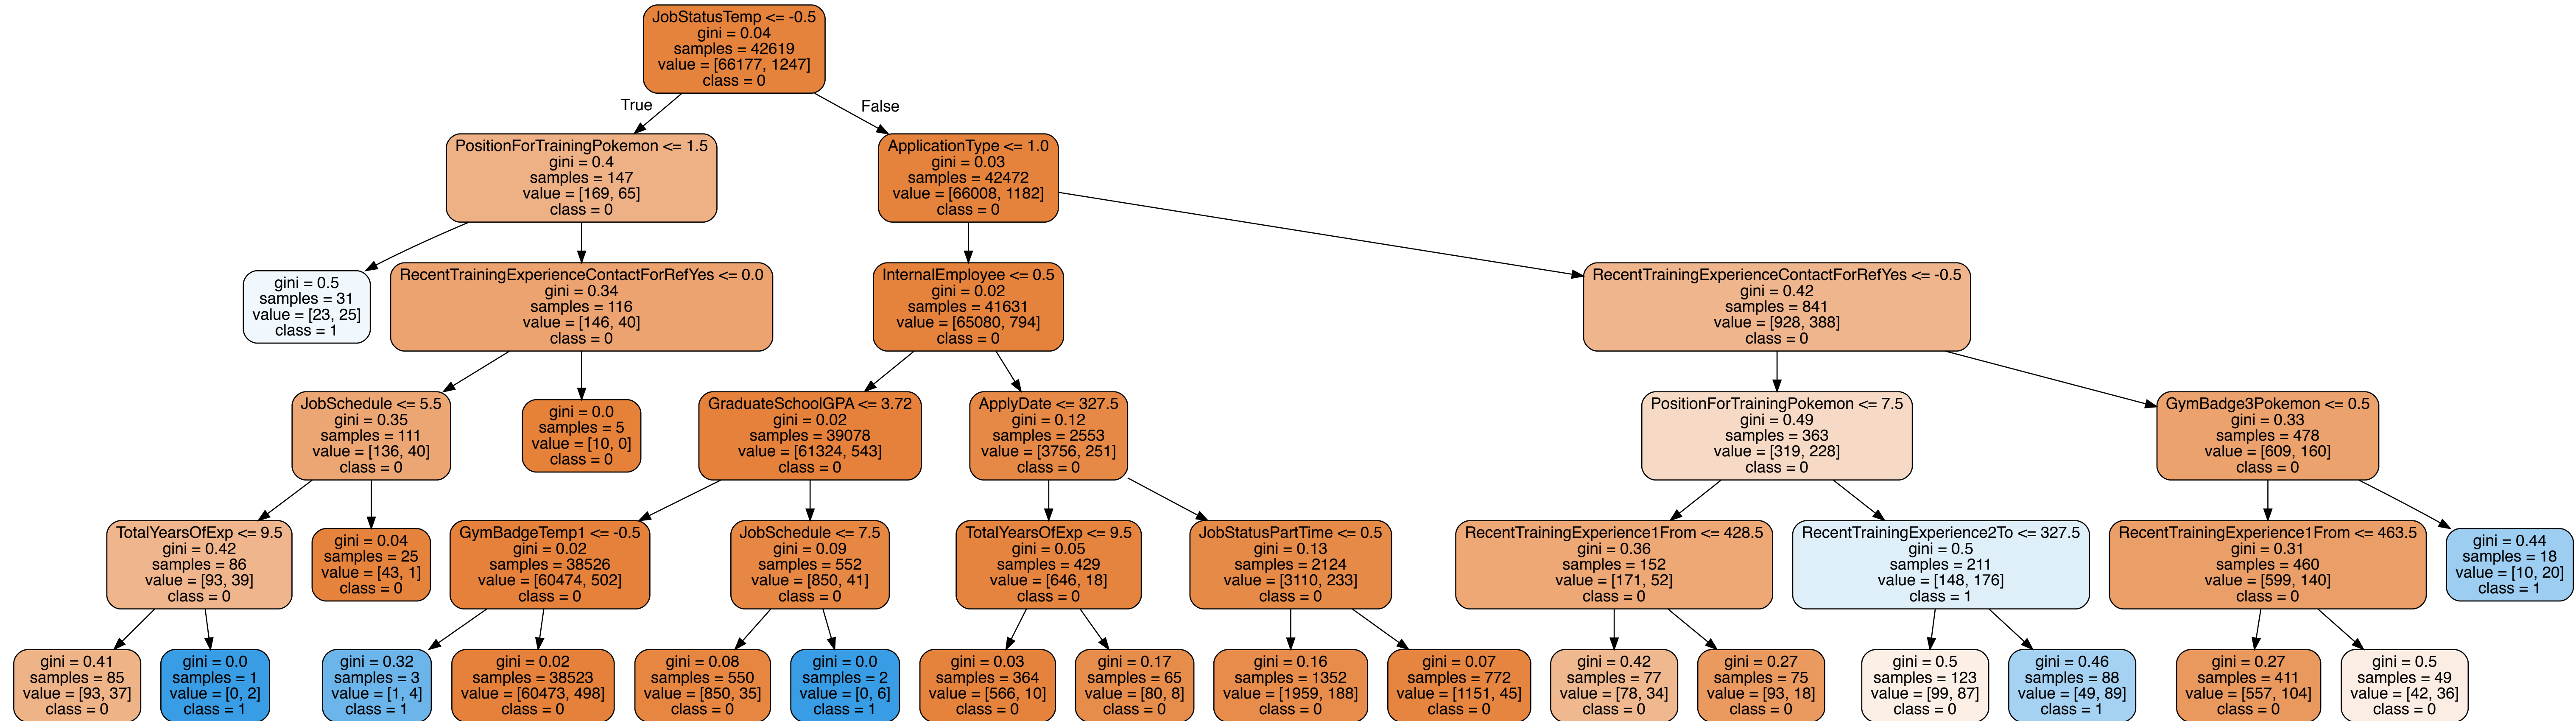 JobStatusTemp <= -0.5
gini = 0.04
samples = 42619
value = [66177, 1247]
class = 0
True
False
PositionForTrainingPokemon <= 1.5
gini = 0.4
samples = 147
value = [169, 65]
class = 0
ApplicationType <= 1.0
gini = 0.03
samples = 42472
value = [66008, 1182]
class = 0
gini = 0.5
samples = 31
value = [23, 25]
class = 1
RecentTrainingExperienceContactForRefYes <= 0.0
gini = 0.34
samples = 116
value = [146, 40]
class = 0
InternalEmployee <= 0.5
gini = 0.02
samples = 41631
value = [65080, 794]
class = 0
RecentTrainingExperienceContactForRefYes <= -0.5
gini = 0.42
samples = 841
value = [928, 388]
class = 0
JobSchedule <= 5.5
gini = 0.35
samples = 111
value = [136, 40]
class = 0
gini = 0.0
samples = 5
value = [10, 0]
class = 0
GraduateSchoolGPA <= 3.72
gini = 0.02
samples = 39078
value = [61324, 543]
class = 0
ApplyDate <= 327.5
gini = 0.12
samples = 2553
value = [3756, 251]
class = 0
PositionForTrainingPokemon <= 7.5
gini = 0.49
samples = 363
value = [319, 228]
class = 0
GymBadge3Pokemon <= 0.5
gini = 0.33
samples = 478
value = [609, 160]
class = 0
TotalYearsOfExp <= 9.5
gini = 0.42
samples = 86
value = [93, 39]
class = 0
gini = 0.04
samples = 25
value = [43, 1]
class = 0
GymBadgeTemp1 <= -0.5
gini = 0.02
samples = 38526
value = [60474, 502]
class = 0
JobSchedule <= 7.5
gini = 0.09
samples = 552
value = [850, 41]
class = 0
TotalYearsOfExp <= 9.5
gini = 0.05
samples = 429
value = [646, 18]
class = 0
JobStatusPartTime <= 0.5
gini = 0.13
samples = 2124
value = [3110, 233]
class = 0
RecentTrainingExperience1From <= 428.5
gini = 0.36
samples = 152
value = [171, 52]
class = 0
RecentTrainingExperience2To <= 327.5
gini = 0.5
samples = 211
value = [148, 176]
class = 1
RecentTrainingExperience1From <= 463.5
gini = 0.31
samples = 460
value = [599, 140]
class = 0
gini = 0.44
samples = 18
value = [10, 20]
class = 1
gini = 0.41
samples = 85
value = [93, 37]
class = 0
gini = 0.0
samples = 1
value = [0, 2]
class = 1
gini = 0.32
samples = 3
value = [1, 4]
class = 1
gini = 0.02
samples = 38523
value = [60473, 498]
class = 0
gini = 0.08
samples = 550
value = [850, 35]
class = 0
gini = 0.0
samples = 2
value = [0, 6]
class = 1
gini = 0.03
samples = 364
value = [566, 10]
class = 0
gini = 0.17
samples = 65
value = [80, 8]
class = 0
gini = 0.16
samples = 1352
value = [1959, 188]
class = 0
gini = 0.07
samples = 772
value = [1151, 45]
class = 0
gini = 0.42
samples = 77
value = [78, 34]
class = 0
gini = 0.27
samples = 75
value = [93, 18]
class = 0
gini = 0.5
samples = 123
value = [99, 87]
class = 0
gini = 0.46
samples = 88
value = [49, 89]
class = 1
gini = 0.27
samples = 411
value = [557, 104]
class = 0
gini = 0.5
samples = 49
value = [42, 36]
class = 0